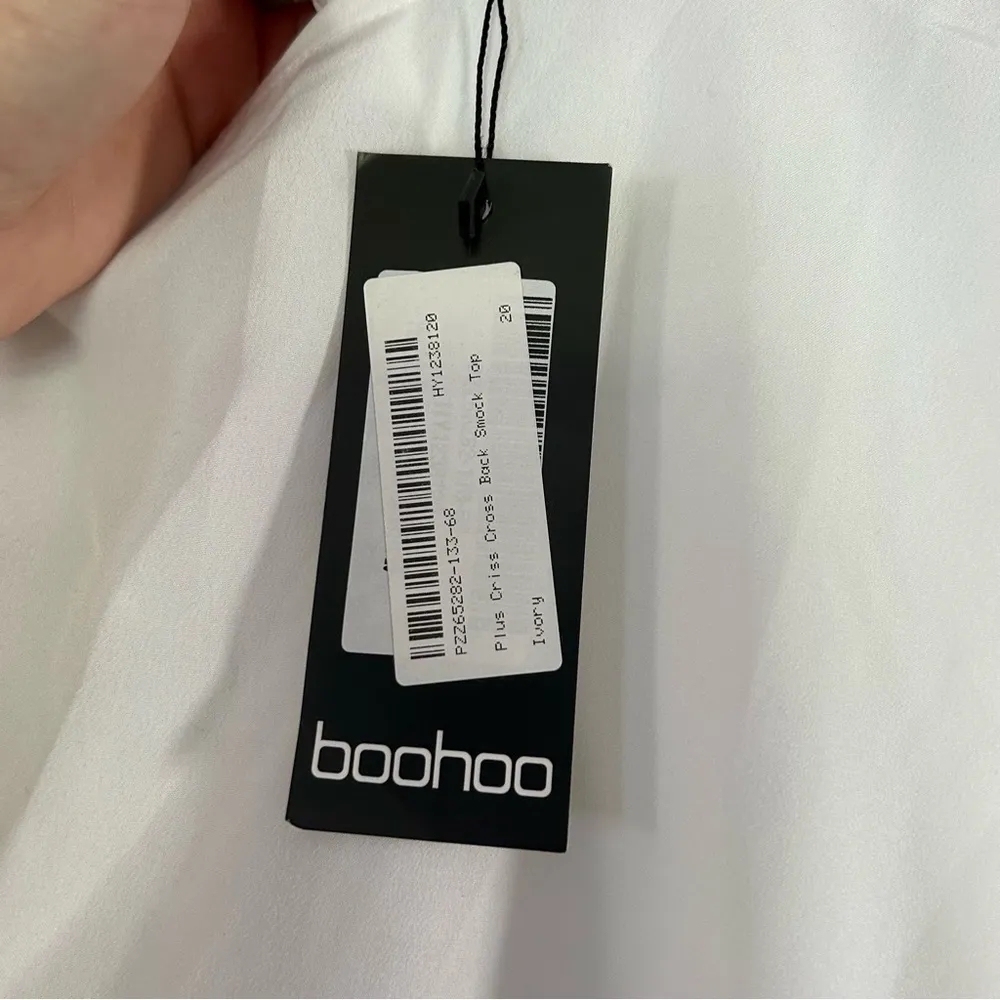 HY1238120
PZZ65282-133-68
Plus Criss Cross Back Smock Top
20
Ivory
boohoo